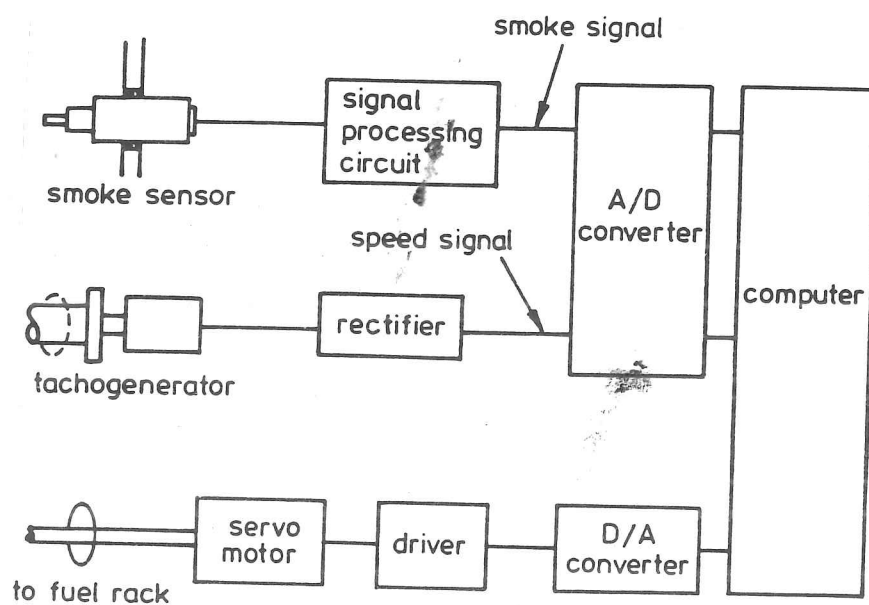 smoke signal
signal
processing
circuit
smoke sensor
A/D
converter
speed signal
computer
rectifier
tachogenerator
servo
motor
driver
D/A
converter
to fuel rack